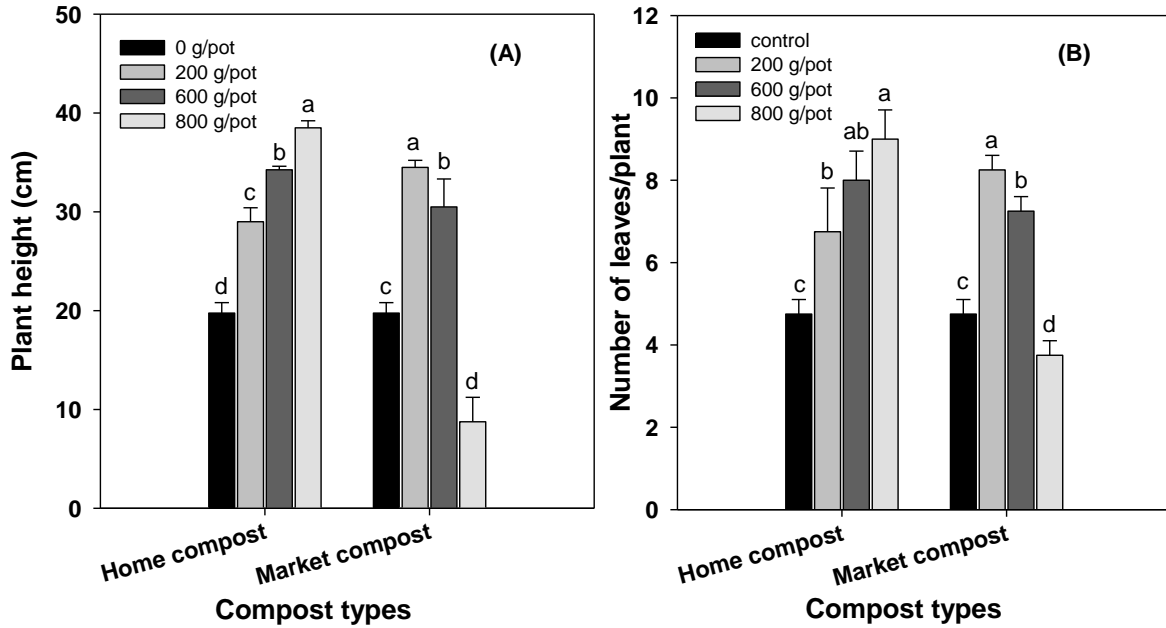 50
40
30
20
10
0
Plant height (cm)
0 g/pot
200 g/pot
600 g/pot
800 g/pot
(A)
d
c
b
a
c
a
b
d
Home compost
Market compost
Compost types
12
10
8
6
4
2
0
Number of leaves/plant
control
200 g/pot
600 g/pot
800 g/pot
(B)
c
b
ab
a
c
a
b
d
Home compost
Market compost
Compost types